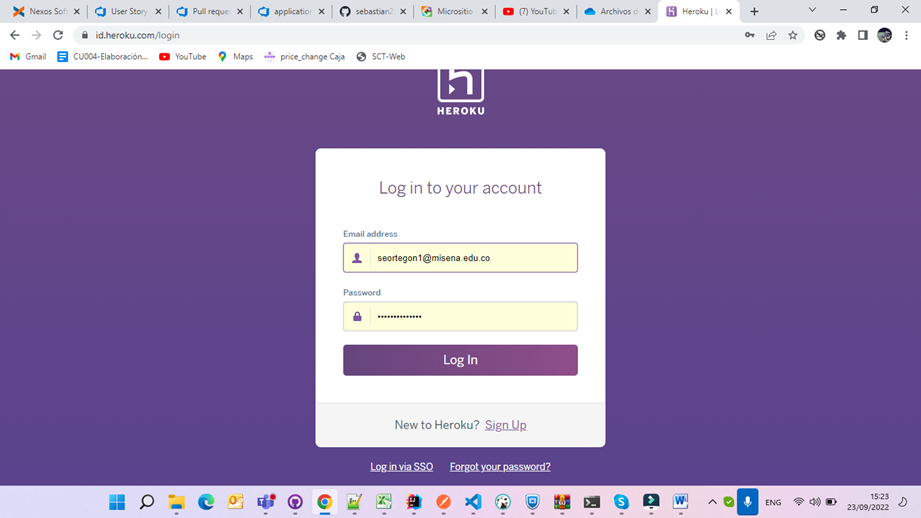 Nexos Soft
User Story
Pull reque
application
sebastian2
Micrositio
(7) YouTub
Archivos d
Heroku | L
id.heroku.com/login
Gmail
CU004-Elaboración...
YouTube
Maps
price_change Caja
SCT-Web
HEROKU
Log in to your account
Email address
seortegon1@misena.edu.co
Password
••••••••••••••
Log In
New to Heroku? Sign Up
Log in via SSO Forgot your password?
ENG
15:23
23/09/2022